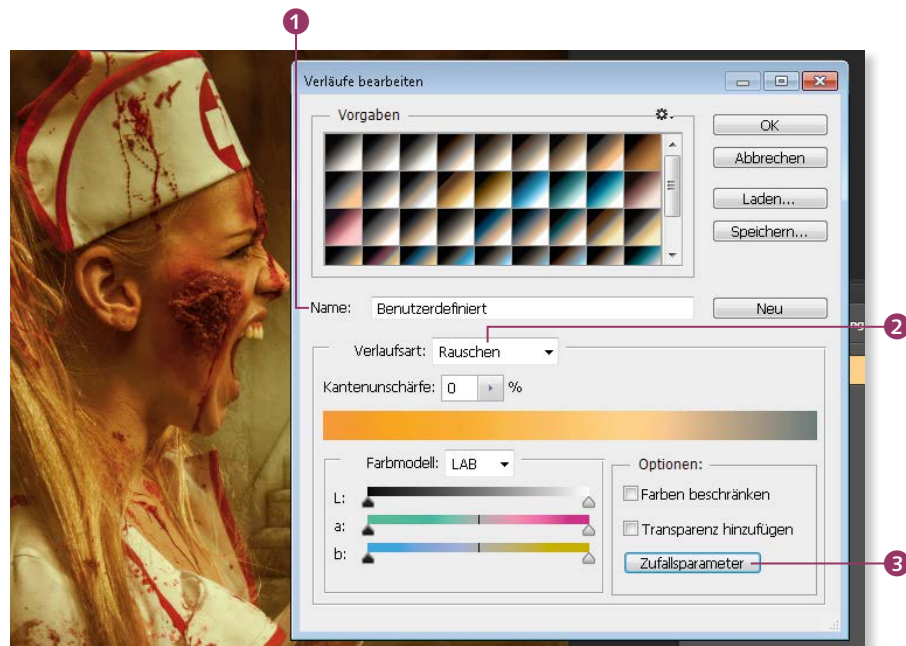 1
Verläufe bearbeiten
Vorgaben
OK
Abbrechen
Laden...
Speichern...
Name: Benutzerdefiniert
Neu
Verlaufsart: Rauschen
2
Kantenunschärfe: 0 %
Farbmodell: LAB
Optionen:
L:
Farben beschränken
a:
Transparenz hinzufügen
b:
Zufallsparameter
3